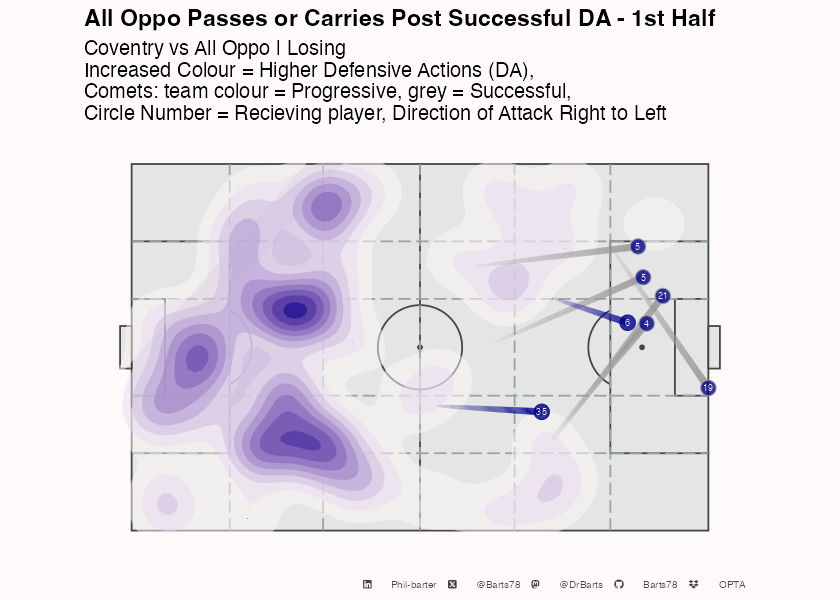 All Oppo Passes or Carries Post Successful DA - 1st Half
Coventry vs All Oppo | Losing
Increased Colour = Higher Defensive Actions (DA),
Comets: team colour = Progressive, grey = Successful,
Circle Number = Recieving player, Direction of Attack Right to Left
5
5
21
6
4
19
35
Phil-barter @Barts78 @DrBarts Barts78 OPTA